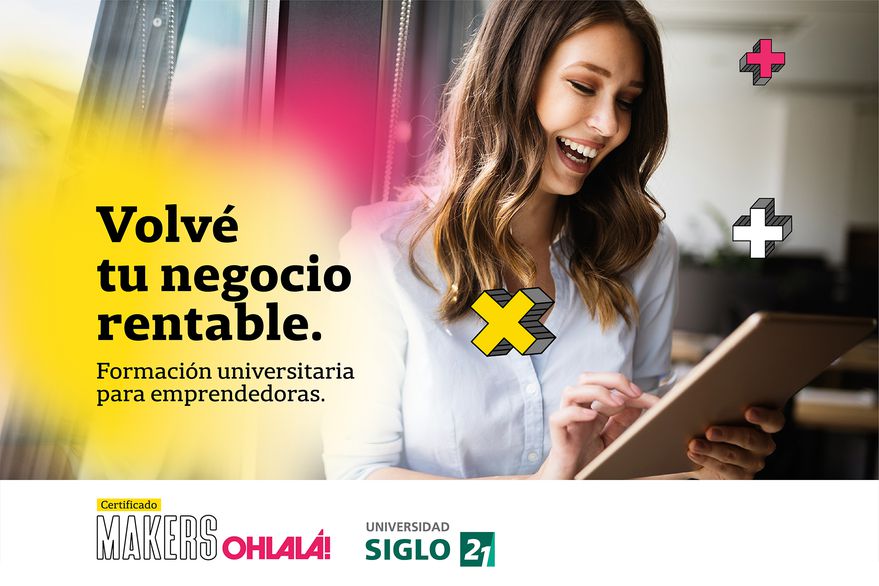 Volvé
tu negocio
rentable.
Formación universitaria
para emprendedoras.
Certificado
MAKERS OHLALÁ!
UNIVERSIDAD
SIGLO 21